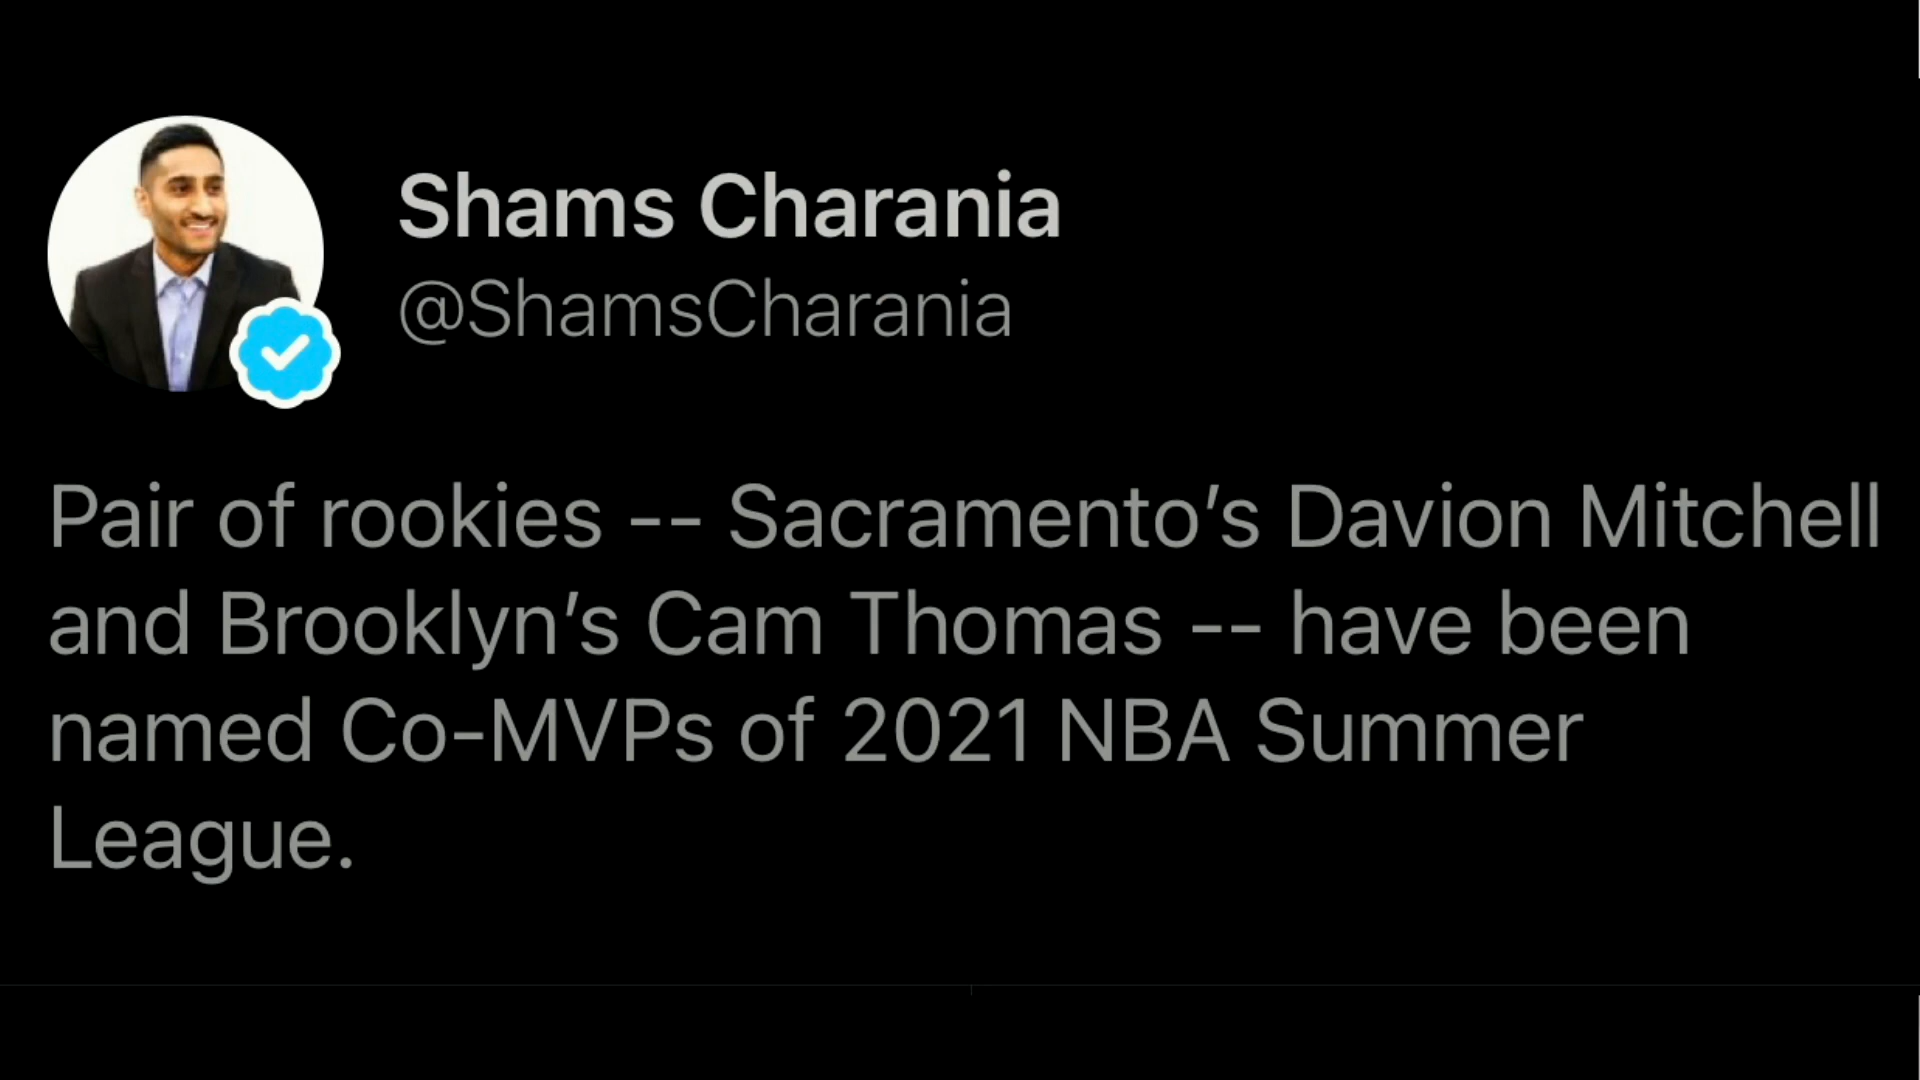 Shams Charania
@ShamsCharania
Pair of rookies -- Sacramento’s Davion Mitchell
and Brooklyn’s Cam Thomas -- have been
named Co-MVPs of 2021 NBA Summer
League.